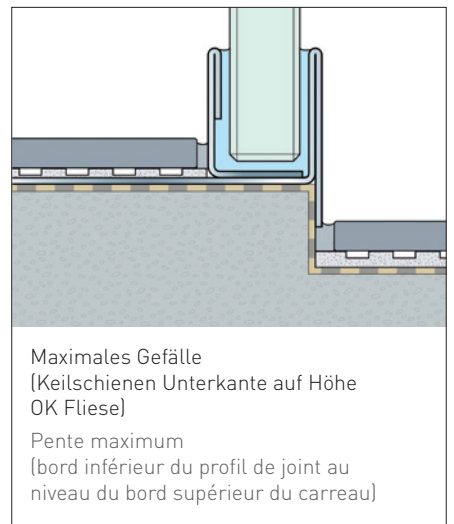 Maximales Gefälle
(Keilschienen Unterkante auf Höhe
OK Fliese)
Pente maximum
(bord inférieur du profil de joint au
niveau du bord supérieur du carreau)